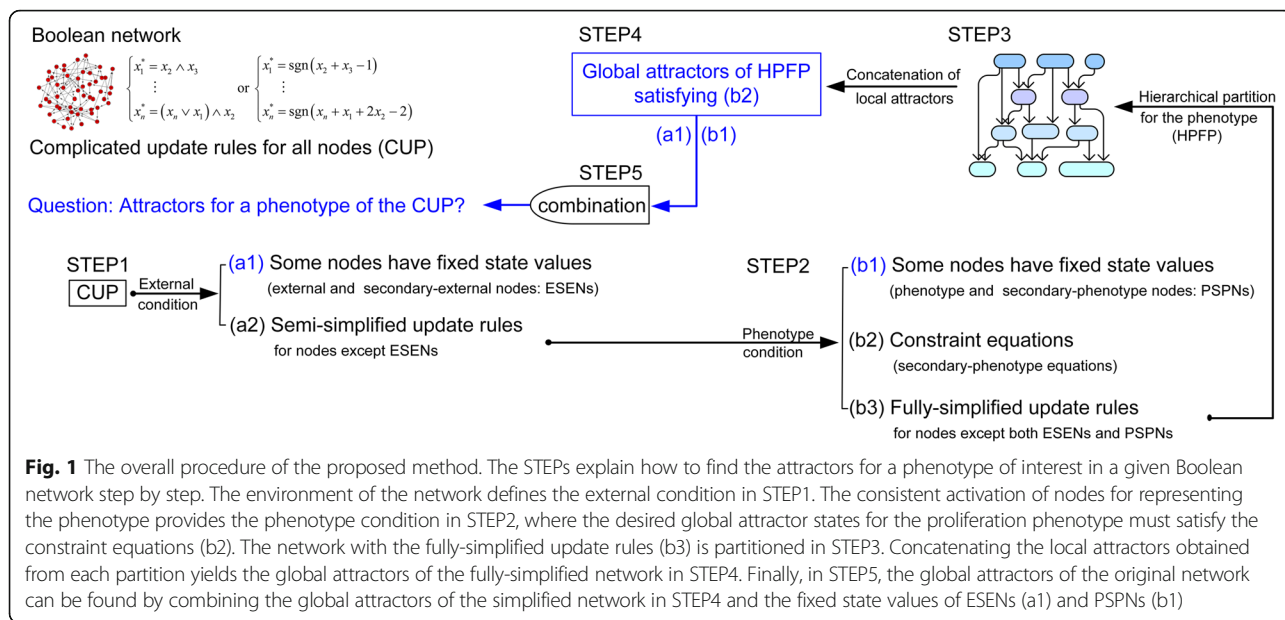 Boolean network
x₁* = x₂ ∧ x₃
⋮
xₙ* = (xₙ ∨ x₁) ∧ x₂
or
x₁* = sgn(x₂ + x₃ − 1)
⋮
xₙ* = sgn(xₙ + x₁ + 2x₂ − 2)
Complicated update rules for all nodes (CUP)
STEP4
Global attractors of HPFP
satisfying (b2)
(a1) (b1)
Concatenation of
local attractors
STEP3
Hierarchical partition
for the phenotype
(HPFP)
STEP5
combination
Question: Attractors for a phenotype of the CUP?
STEP1
CUP
External
condition
(a1) Some nodes have fixed state values
(external and secondary-external nodes: ESENs)
(a2) Semi-simplified update rules
for nodes except ESENs
STEP2
Phenotype
condition
(b1) Some nodes have fixed state values
(phenotype and secondary-phenotype nodes: PSPNs)
(b2) Constraint equations
(secondary-phenotype equations)
(b3) Fully-simplified update rules
for nodes except both ESENs and PSPNs
Fig. 1 The overall procedure of the proposed method. The STEPs explain how to find the attractors for a phenotype of interest in a given Boolean
network step by step. The environment of the network defines the external condition in STEP1. The consistent activation of nodes for representing
the phenotype provides the phenotype condition in STEP2, where the desired global attractor states for the proliferation phenotype must satisfy the
constraint equations (b2). The network with the fully-simplified update rules (b3) is partitioned in STEP3. Concatenating the local attractors obtained
from each partition yields the global attractors of the fully-simplified network in STEP4. Finally, in STEP5, the global attractors of the original network
can be found by combining the global attractors of the simplified network in STEP4 and the fixed state values of ESENs (a1) and PSPNs (b1)